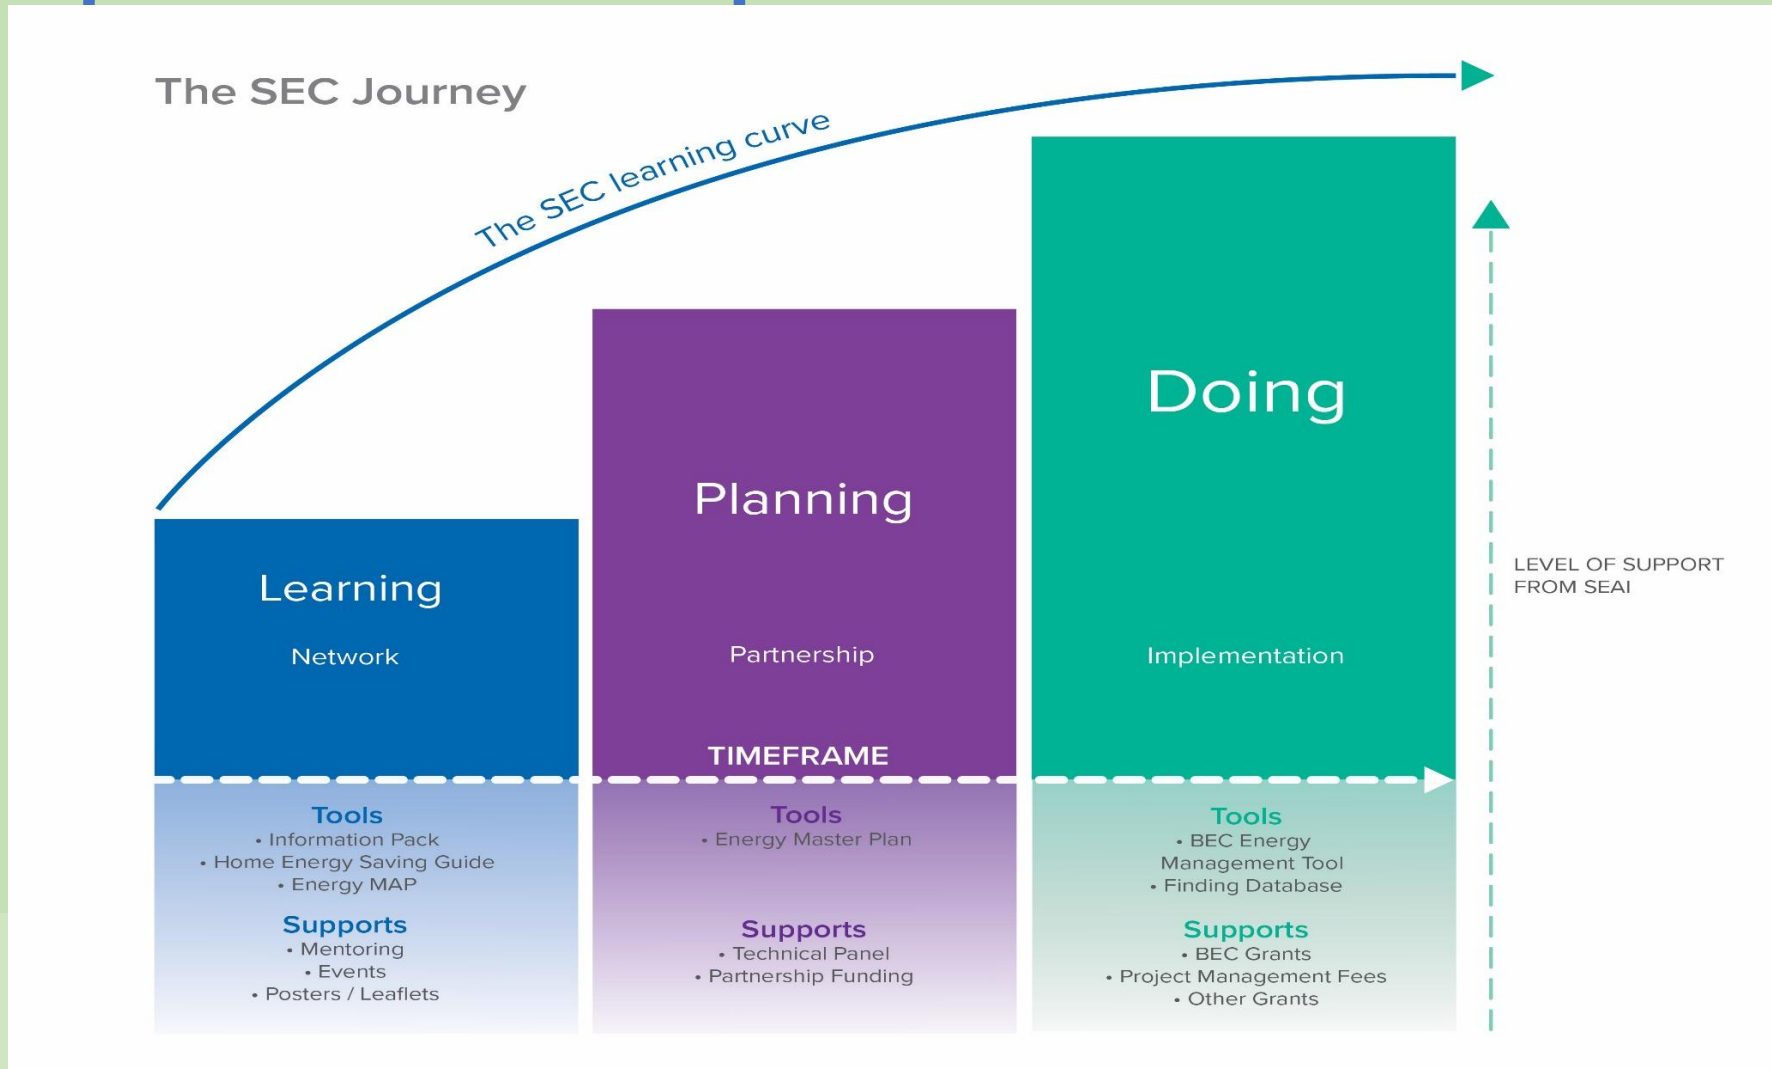 The SEC Journey
The SEC learning curve
Learning
Network
Planning
Partnership
TIMEFRAME
Doing
Implementation
LEVEL OF SUPPORT
FROM SEAI
Tools
• Information Pack
• Home Energy Saving Guide
• Energy MAP
Supports
• Mentoring
• Events
• Posters / Leaflets
Tools
• Energy Master Plan
Supports
• Technical Panel
• Partnership Funding
Tools
• BEC Energy
Management Tool
• Finding Database
Supports
• BEC Grants
• Project Management Fees
• Other Grants